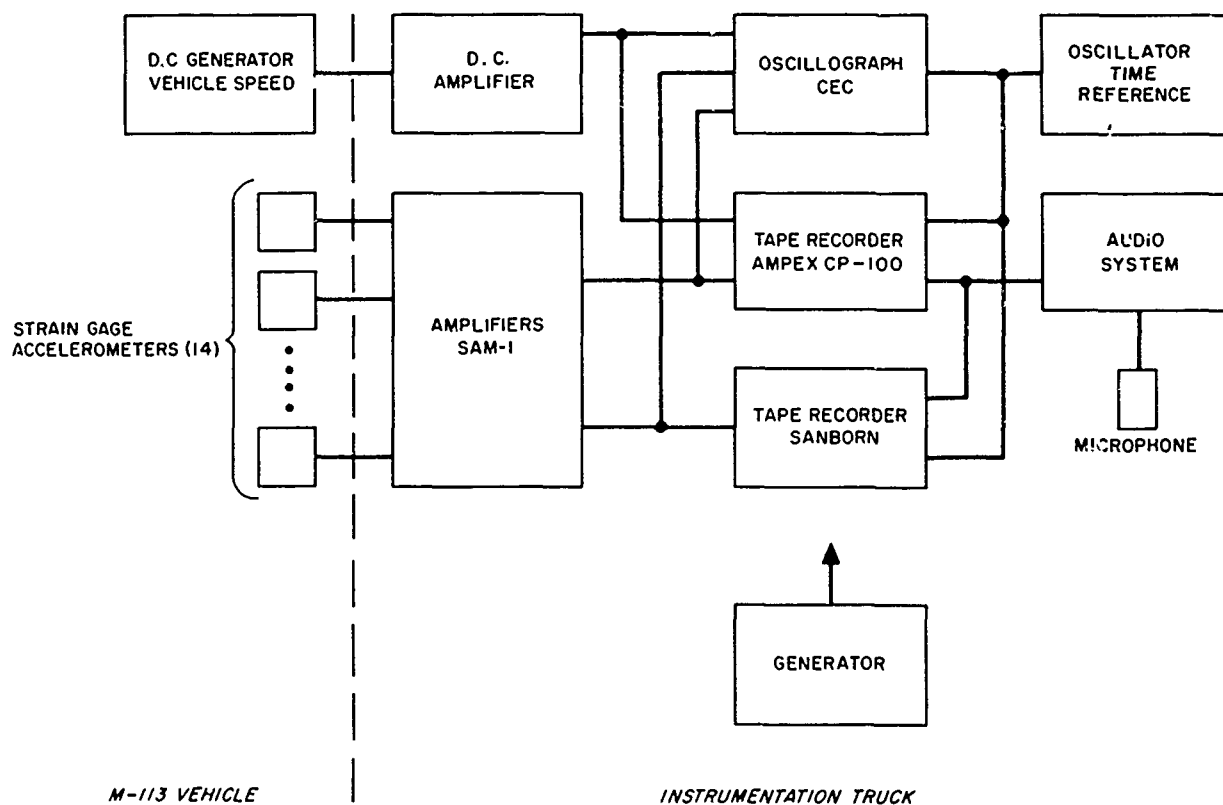 D.C GENERATOR
VEHICLE SPEED
D. C.
AMPLIFIER
OSCILLOGRAPH
CEC
OSCILLATOR
TIME
REFERENCE
STRAIN GAGE
ACCELEROMETERS (14)
AMPLIFIERS
SAM-1
TAPE RECORDER
AMPEX CP-100
AUDIO
SYSTEM
TAPE RECORDER
SANBORN
MICROPHONE
GENERATOR
M-113 VEHICLE
INSTRUMENTATION TRUCK